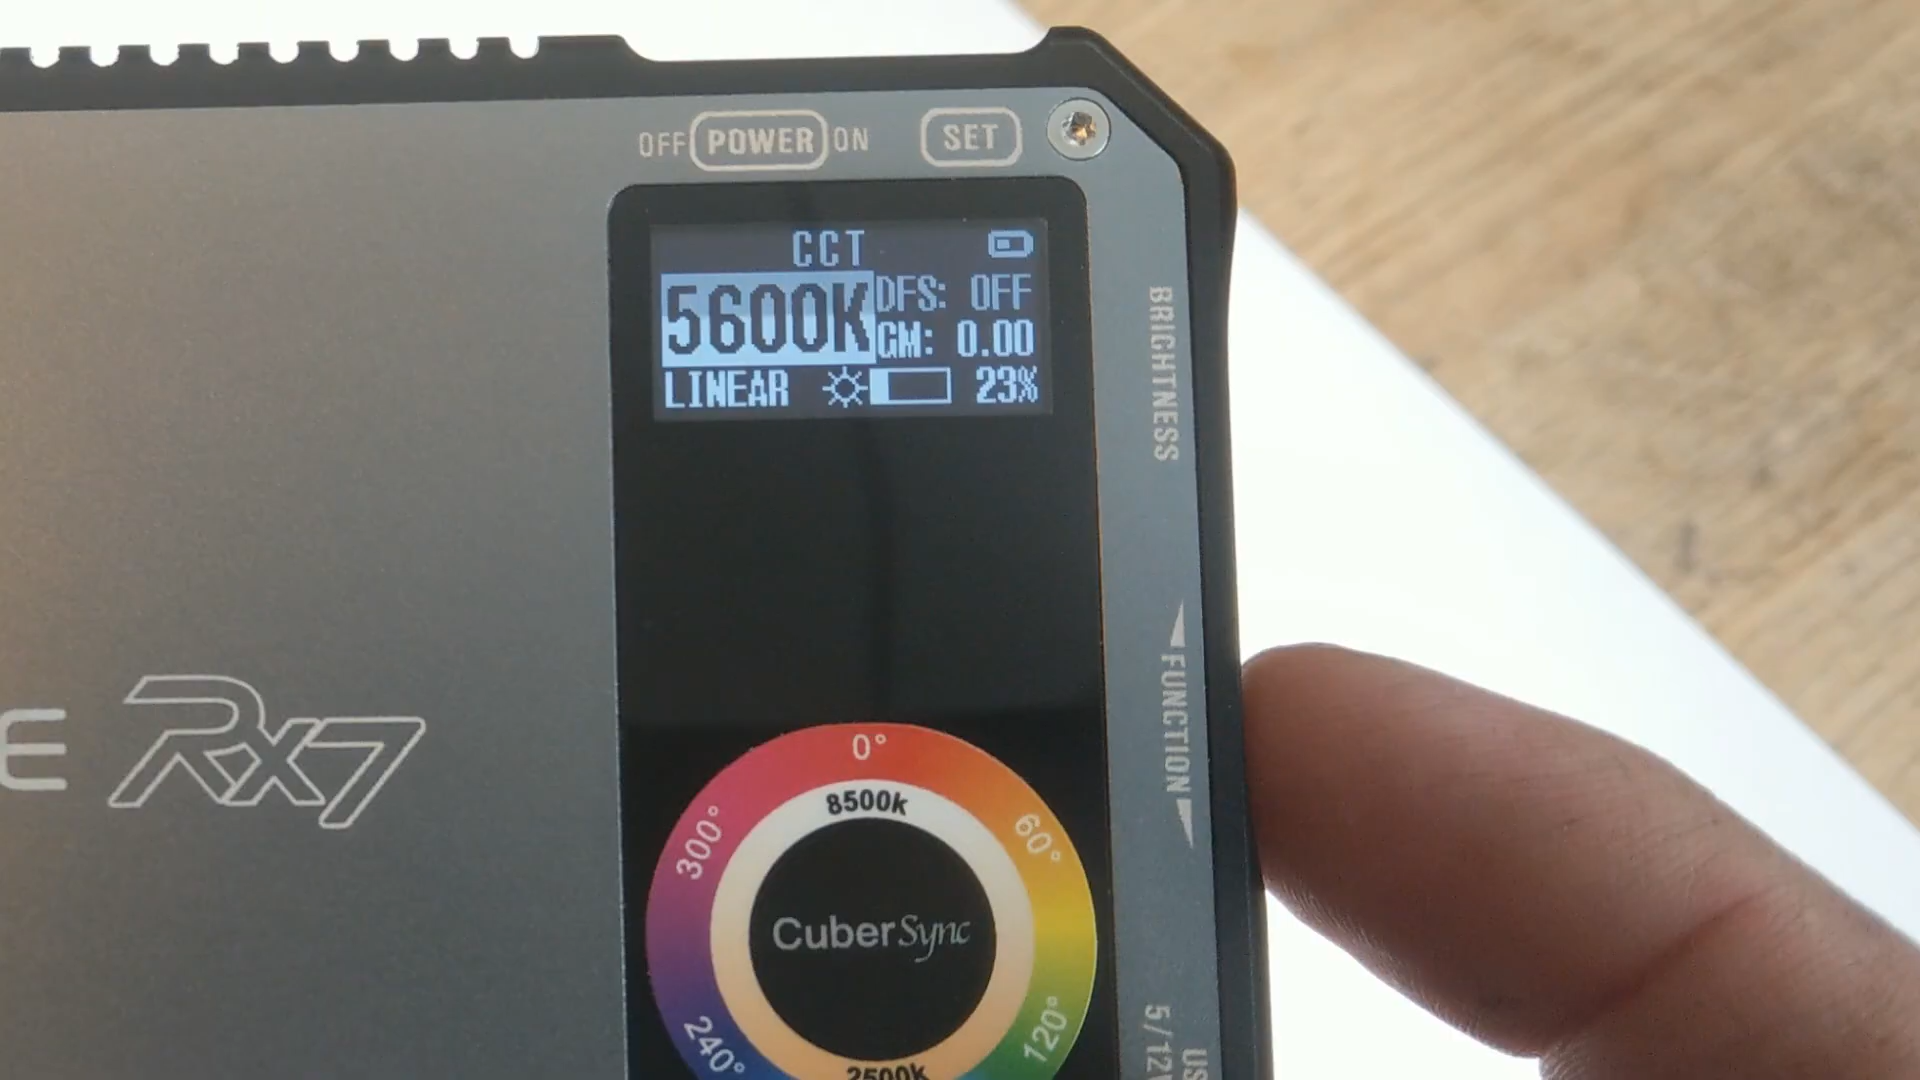 OFF POWER ON SET
CCT
5600K DFS: OFF
GM: 0.00
LINEAR 23%
BRIGHTNESS
FUNCTION
E Rx7
0°
60°
120°
240°
300°
8500k
CuberSync
2500k
5/12V